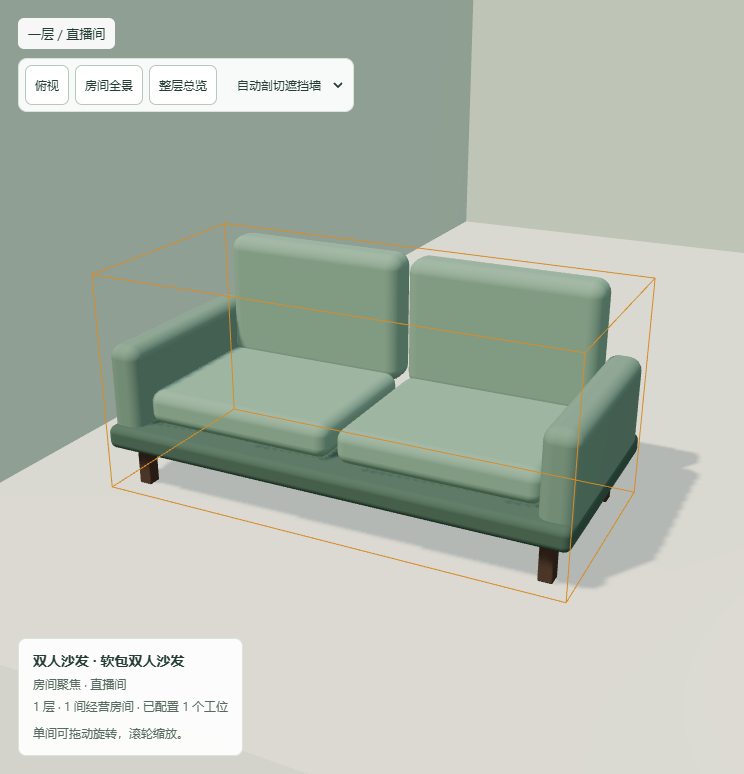 一层 / 直播间
俯视 房间全景 整层总览 自动剖切遮挡墙
双人沙发 · 软包双人沙发
房间聚焦 · 直播间
1 层 · 1 间经营房间 · 已配置 1 个工位
单间可拖动旋转，滚轮缩放。